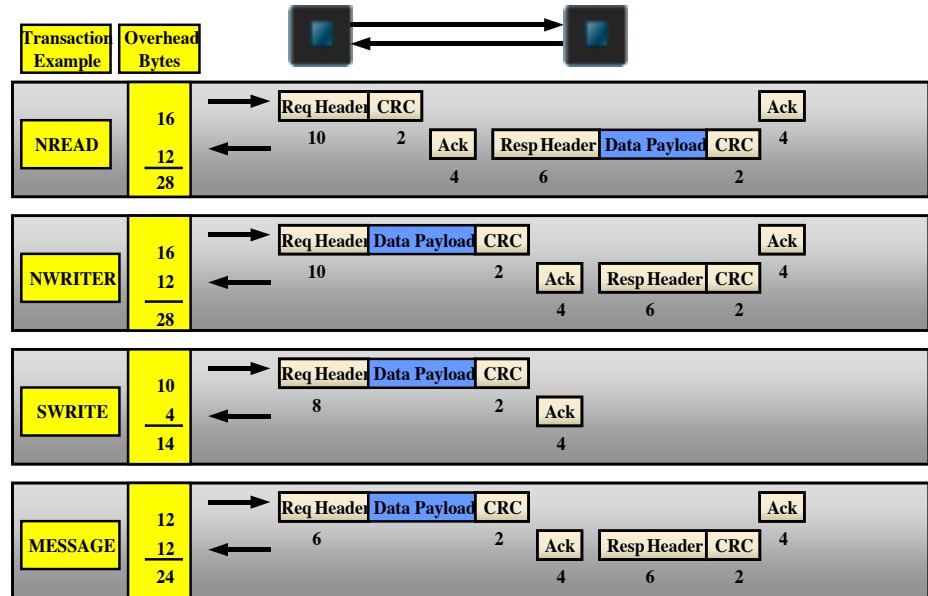 Transaction Example
Overhead Bytes
NREAD
16
12
28
Req Header CRC
10 2
Ack
4
Resp Header Data Payload CRC
6 2
Ack
4
NWRITER
16
12
28
Req Header Data Payload CRC
10 2
Ack
4
Resp Header CRC
6 2
Ack
4
SWRITE
10
4
14
Req Header Data Payload CRC
8 2
Ack
4
MESSAGE
12
12
24
Req Header Data Payload CRC
6 2
Ack
4
Resp Header CRC
6 2
Ack
4